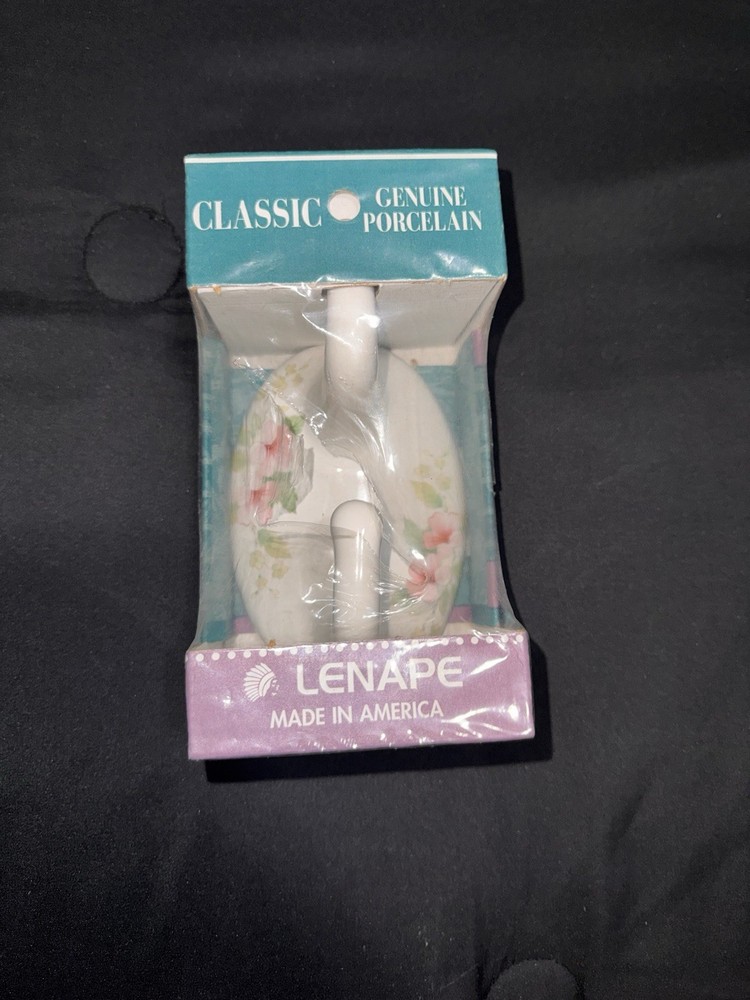 CLASSIC
GENUINE
PORCELAIN
LENAPE
MADE IN AMERICA